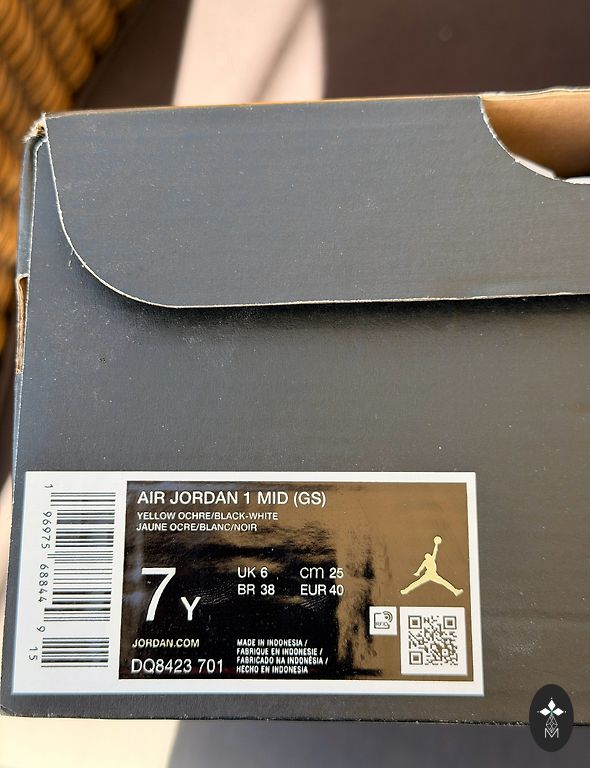 AIR JORDAN 1 MID (GS)
YELLOW OCHRE/BLACK-WHITE
JAUNE OCRE/BLANC/NOIR
7Y
UK 6 cm 25
BR 38 EUR 40
JORDAN.COM
DQ8423 701
MADE IN INDONESIA /
FABRIQUE EN INDONESIE /
FABRICADO NA INDONÉSIA /
HECHO EN INDONESIA
RFID
1 96975 68844 9 15
M